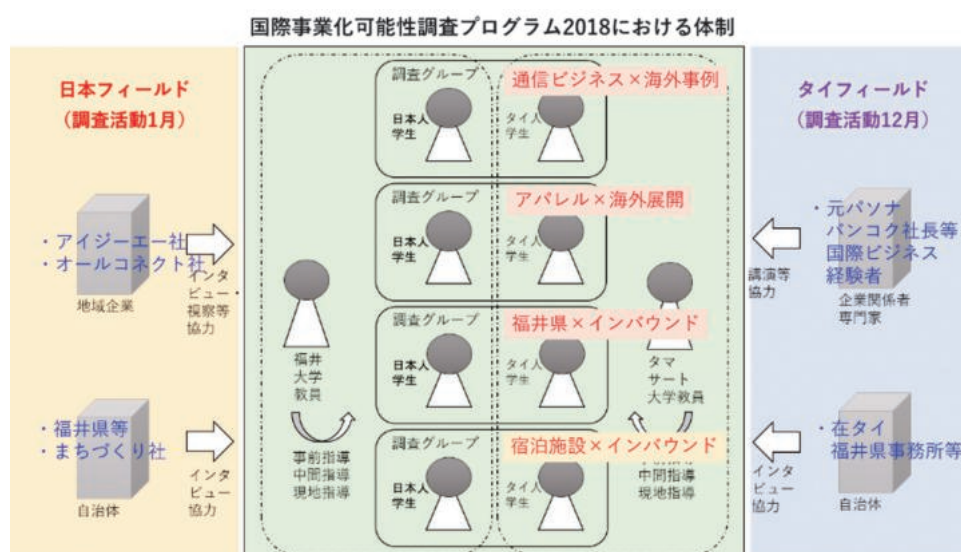 国際事業化可能性調査プログラム2018における体制
日本フィールド
（調査活動1月）
・アイジーエー社
・オールコネクト社
地域企業
インタ
ビュー・
視察等
協力
・福井県等
・まちづくり社
自治体
インタ
ビュー
協力
福井
大学
教員
事前指導
中間指導
現地指導
調査グループ
通信ビジネス×海外事例
日本人
学生
タイ人
学生
調査グループ
アパレル×海外展開
日本人
学生
タイ人
学生
調査グループ
福井県×インバウンド
日本人
学生
タイ人
学生
調査グループ
宿泊施設×インバウンド
日本人
学生
タイ人
学生
タマ
サート
大学教員
中間指導
現地指導
タイフィールド
（調査活動12月）
・元パソナ
バンコク社長等
国際ビジネス
経験者
企業関係者
専門家
講演等
協力
・在タイ
福井県事務所等
自治体
インタ
ビュー
協力